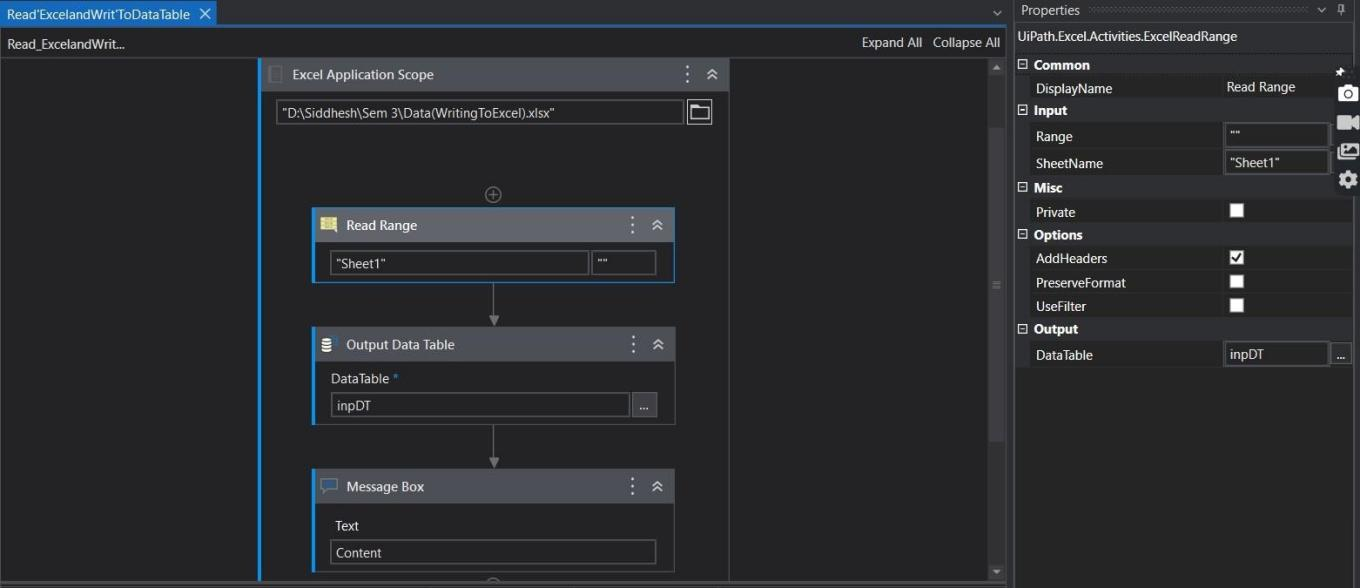 Read'ExcelandWrit'ToDataTable
Read_ExcelandWrit...
Expand All Collapse All
Excel Application Scope
"D:\Siddhesh\Sem 3\Data(WritingToExcel).xlsx"
Read Range
"Sheet1" ""
Output Data Table
DataTable *
inpDT ...
Message Box
Text
Content
Properties
UiPath.Excel.Activities.ExcelReadRange
Common
DisplayName Read Range
Input
Range ""
SheetName "Sheet1"
Misc
Private
Options
AddHeaders
PreserveFormat
UseFilter
Output
DataTable inpDT ...